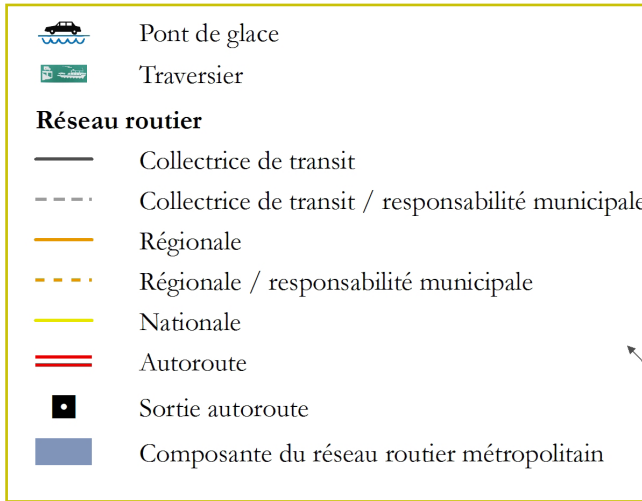 Pont de glace
Traversier
Réseau routier
Collectrice de transit
Collectrice de transit / responsabilité municipale
Régionale
Régionale / responsabilité municipale
Nationale
Autoroute
Sortie autoroute
Composante du réseau routier métropolitain